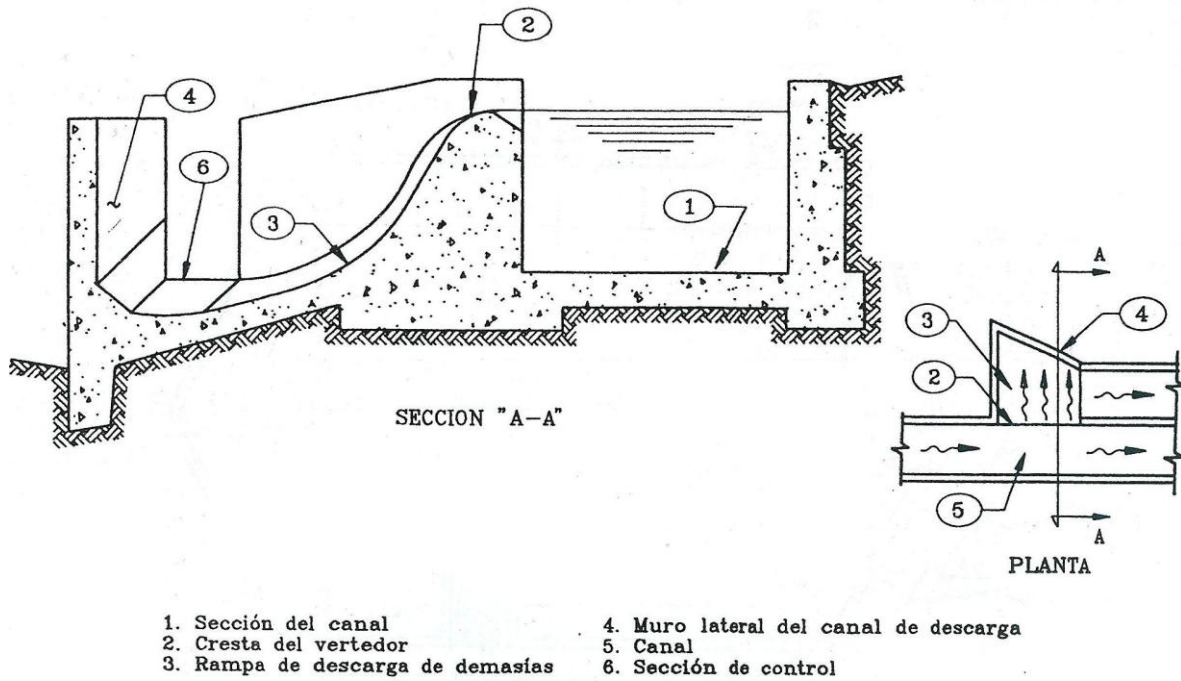 2
4
6
3
1
SECCION "A-A"
A
3
4
2
5
A
PLANTA
1. Sección del canal
2. Cresta del vertedor
3. Rampa de descarga de demasías
4. Muro lateral del canal de descarga
5. Canal
6. Sección de control